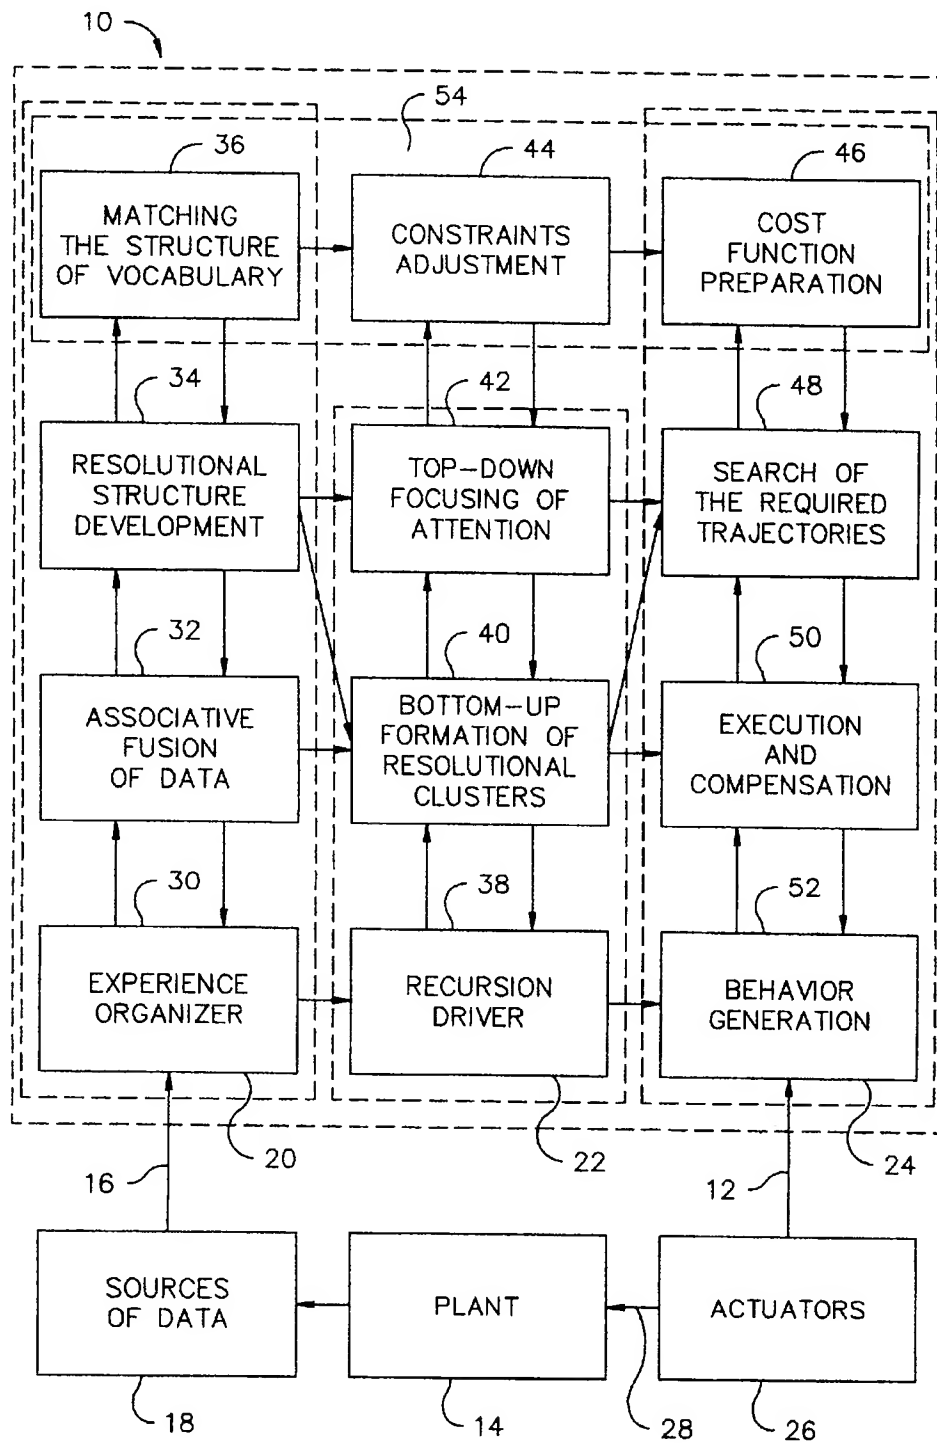 10
54
36
44
46
MATCHING
THE STRUCTURE
OF VOCABULARY
CONSTRAINTS
ADJUSTMENT
COST
FUNCTION
PREPARATION
34
42
48
RESOLUTIONAL
STRUCTURE
DEVELOPMENT
TOP-DOWN
FOCUSING OF
ATTENTION
SEARCH OF
THE REQUIRED
TRAJECTORIES
32
40
50
ASSOCIATIVE
FUSION
OF DATA
BOTTOM-UP
FORMATION OF
RESOLUTIONAL
CLUSTERS
EXECUTION
AND
COMPENSATION
30
38
52
EXPERIENCE
ORGANIZER
RECURSION
DRIVER
BEHAVIOR
GENERATION
16
20
22
12
24
SOURCES
OF DATA
PLANT
ACTUATORS
18
14
28
26